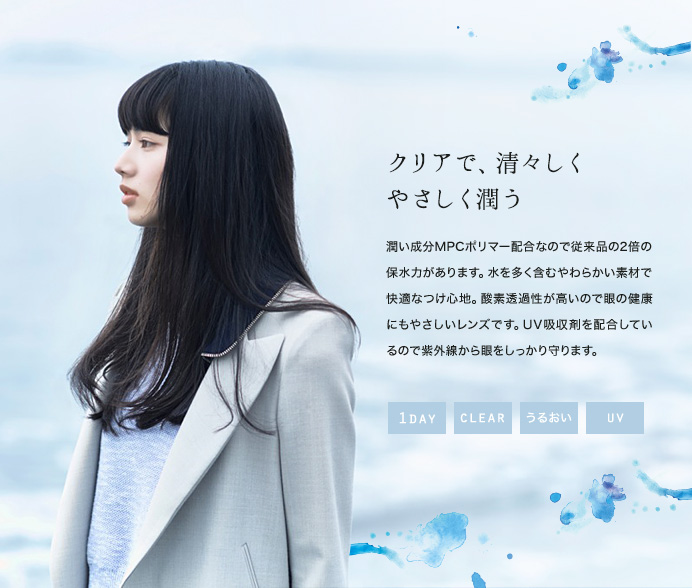 クリアで、清々しく
やさしく潤う
潤い成分MPCポリマー配合なので従来品の2倍の
保水力があります。水を多く含むやわらかい素材で
快適なつけ心地。酸素透過性が高いので眼の健康
にもやさしいレンズです。UV吸収剤を配合してい
るので紫外線から眼をしっかり守ります。
1DAY CLEAR うるおい UV